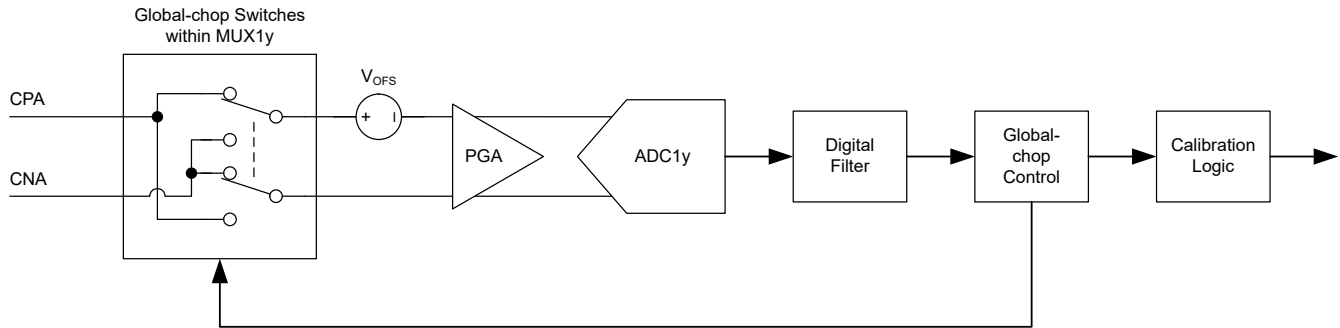 Global-chop Switches
within MUX1y
CPA
CNA
VOFS
+
PGA
ADC1y
Digital
Filter
Global-
chop
Control
Calibration
Logic